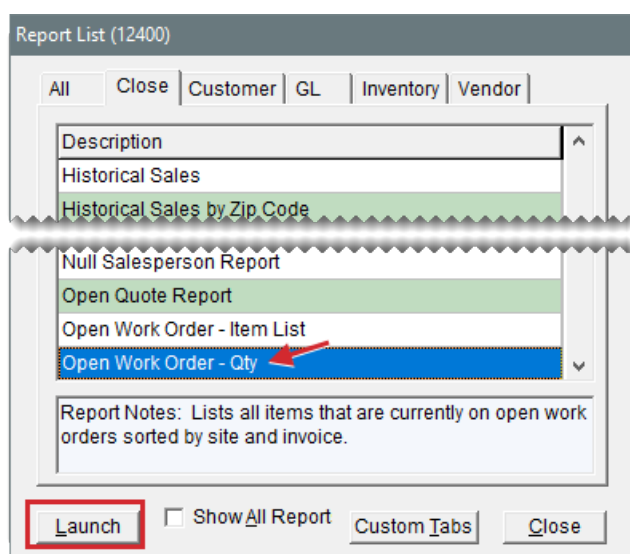 Report List (12400)
All Close Customer GL Inventory Vendor
Description
Historical Sales
Historical Sales by Zip Code
Null Salesperson Report
Open Quote Report
Open Work Order - Item List
Open Work Order - Qty
Report Notes: Lists all items that are currently on open work
orders sorted by site and invoice.
Launch Show All Report Custom Tabs Close